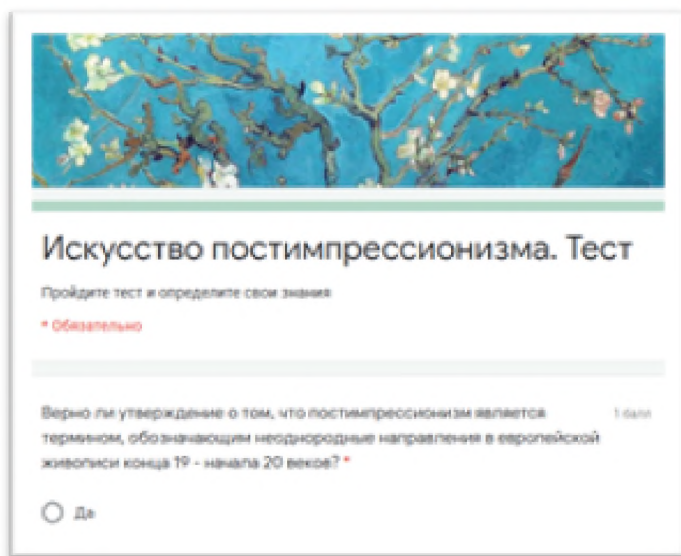 Искусство постимпрессионизма. Тест
Пройдите тест и определите свои знания
* Обязательно
Верно ли утверждение о том, что постимпрессионизм является
1 балл
термином, обозначающим неоднородные направления в европейской
живописи конца 19 - начала 20 веков? *
Да